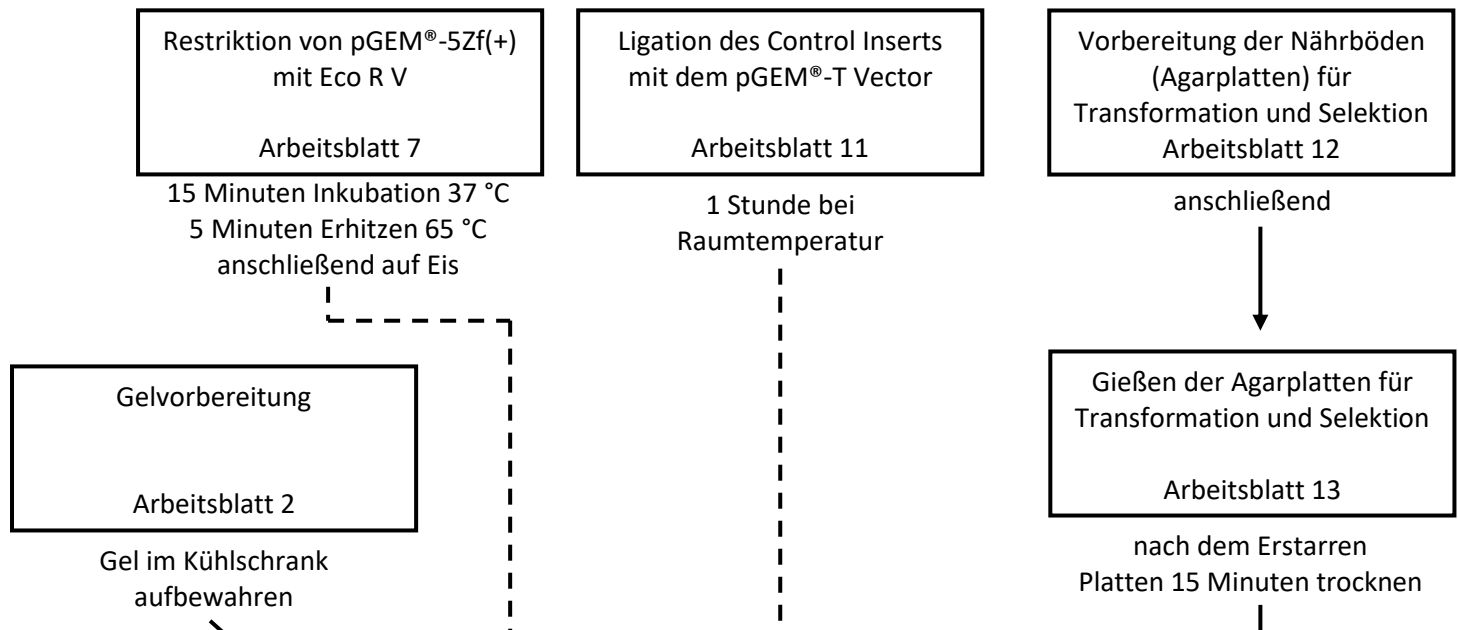 Restriktion von pGEM®-5Zf(+)
mit Eco R V
Arbeitsblatt 7
15 Minuten Inkubation 37 °C
5 Minuten Erhitzen 65 °C
anschließend auf Eis
Ligation des Control Inserts
mit dem pGEM®-T Vector
Arbeitsblatt 11
1 Stunde bei
Raumtemperatur
Vorbereitung der Nährböden
(Agarplatten) für
Transformation und Selektion
Arbeitsblatt 12
anschließend
Gelvorbereitung
Arbeitsblatt 2
Gel im Kühlschrank
aufbewahren
Gießen der Agarplatten für
Transformation und Selektion
Arbeitsblatt 13
nach dem Erstarren
Platten 15 Minuten trocknen